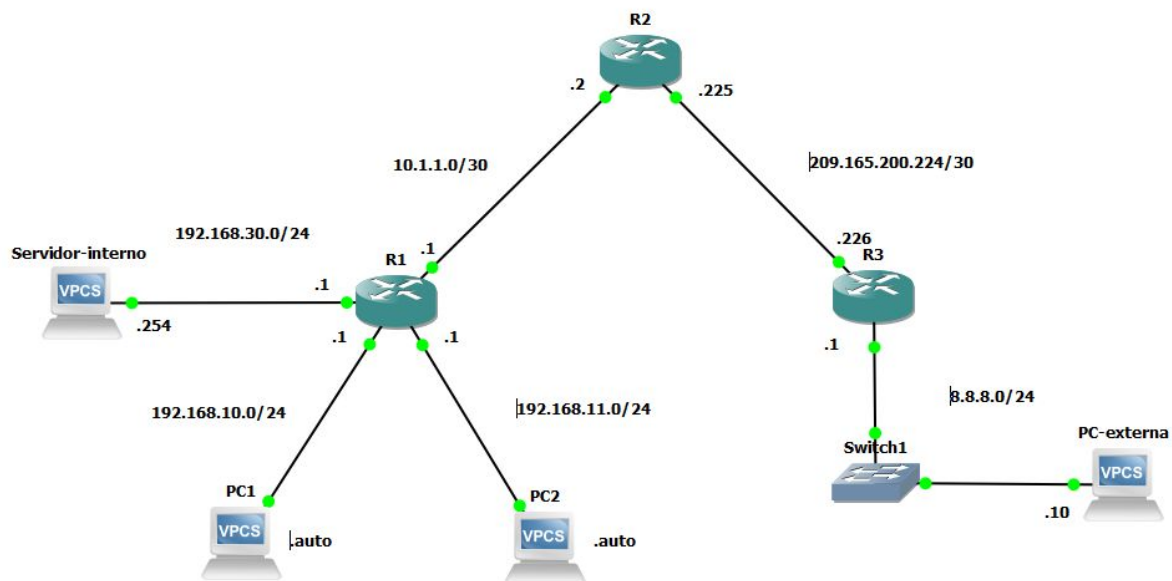 R2
.2
.225
10.1.1.0/30
209.165.200.224/30
192.168.30.0/24
Servidor-interno
VPCS
.254
.1
R1
.1
.226
R3
.1
.1
.1
192.168.10.0/24
192.168.11.0/24
8.8.8.0/24
Switch1
PC-externa
VPCS
.10
PC1
VPCS
.auto
PC2
VPCS
.auto